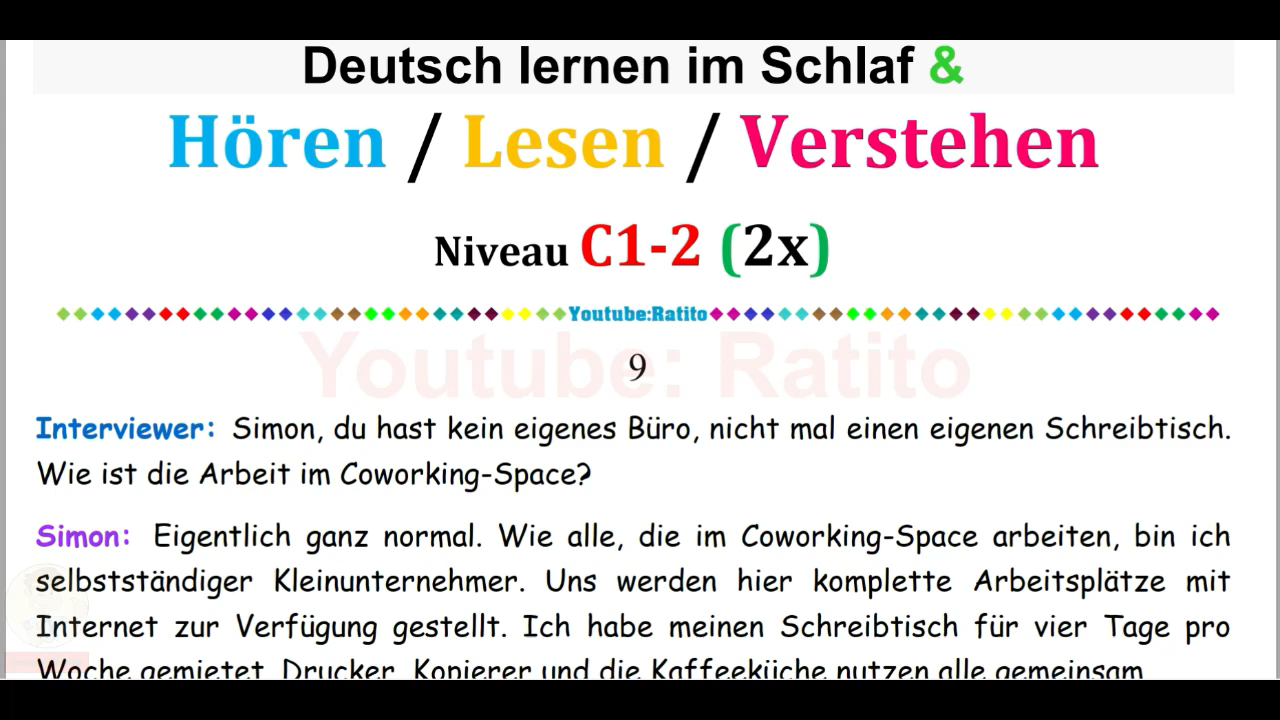 Deutsch lernen im Schlaf &
Hören / Lesen / Verstehen
Niveau C1-2 (2x)
Youtube:Ratito
Youtube: Ratito
9
Interviewer: Simon, du hast kein eigenes Büro, nicht mal einen eigenen Schreibtisch.
Wie ist die Arbeit im Coworking-Space?
Simon: Eigentlich ganz normal. Wie alle, die im Coworking-Space arbeiten, bin ich
selbstständiger Kleinunternehmer. Uns werden hier komplette Arbeitsplätze mit
Internet zur Verfügung gestellt. Ich habe meinen Schreibtisch für vier Tage pro
Woche gemietet. Drucker, Kopierer und die Kaffeeküche nutzen alle gemeinsam.